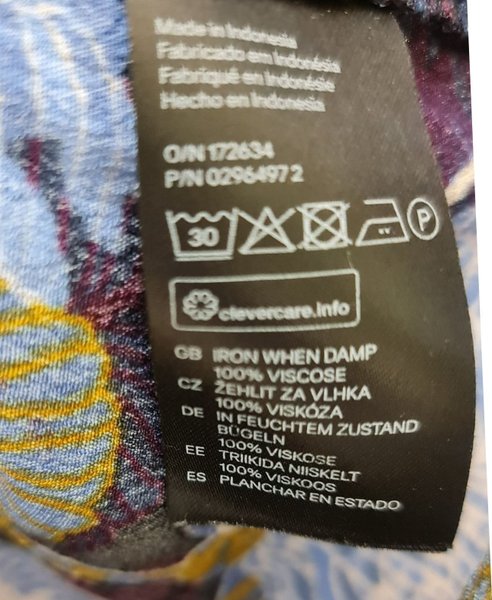 Made in Indonesia
Fabricado em Indonésia
Fabriqué en Indonésie
Hecho en Indonesia
O/N 172634
P/N 02964972
30 P
clevercare.info
GB IRON WHEN DAMP
100% VISCOSE
CZ ŽEHLIT ZA VLHKA
100% VISKÓZA
DE IN FEUCHTEM ZUSTAND
BÜGELN
100% VISKOSE
EE TRIIKIDA NIISKELT
100% VISKOOS
ES PLANCHAR EN ESTADO